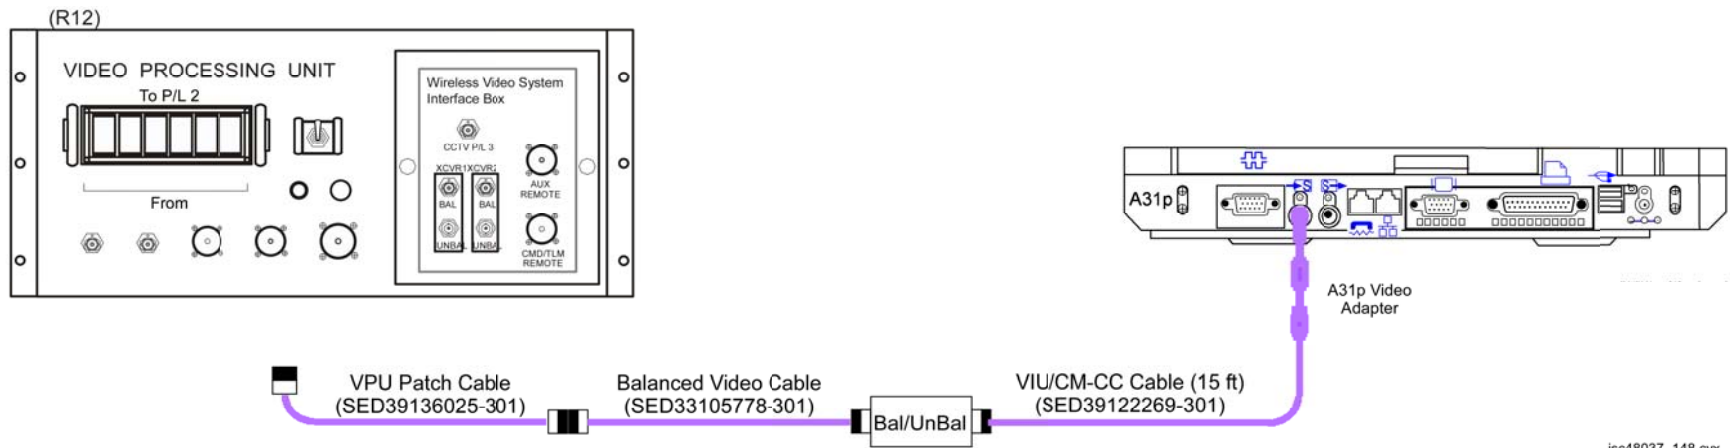 (R12)
VIDEO PROCESSING UNIT
To P/L 2
From
Wireless Video System
Interface Box
CCTV P/L 3
XCVR1
XCVR2
BAL
BAL
UNBAL
UNBAL
AUX
REMOTE
CMD/TLM
REMOTE
A31p
A31p Video
Adapter
VPU Patch Cable
(SED39136025-301)
Balanced Video Cable
(SED33105778-301)
Bal/UnBal
VIU/CM-CC Cable (15 ft)
(SED39122269-301)